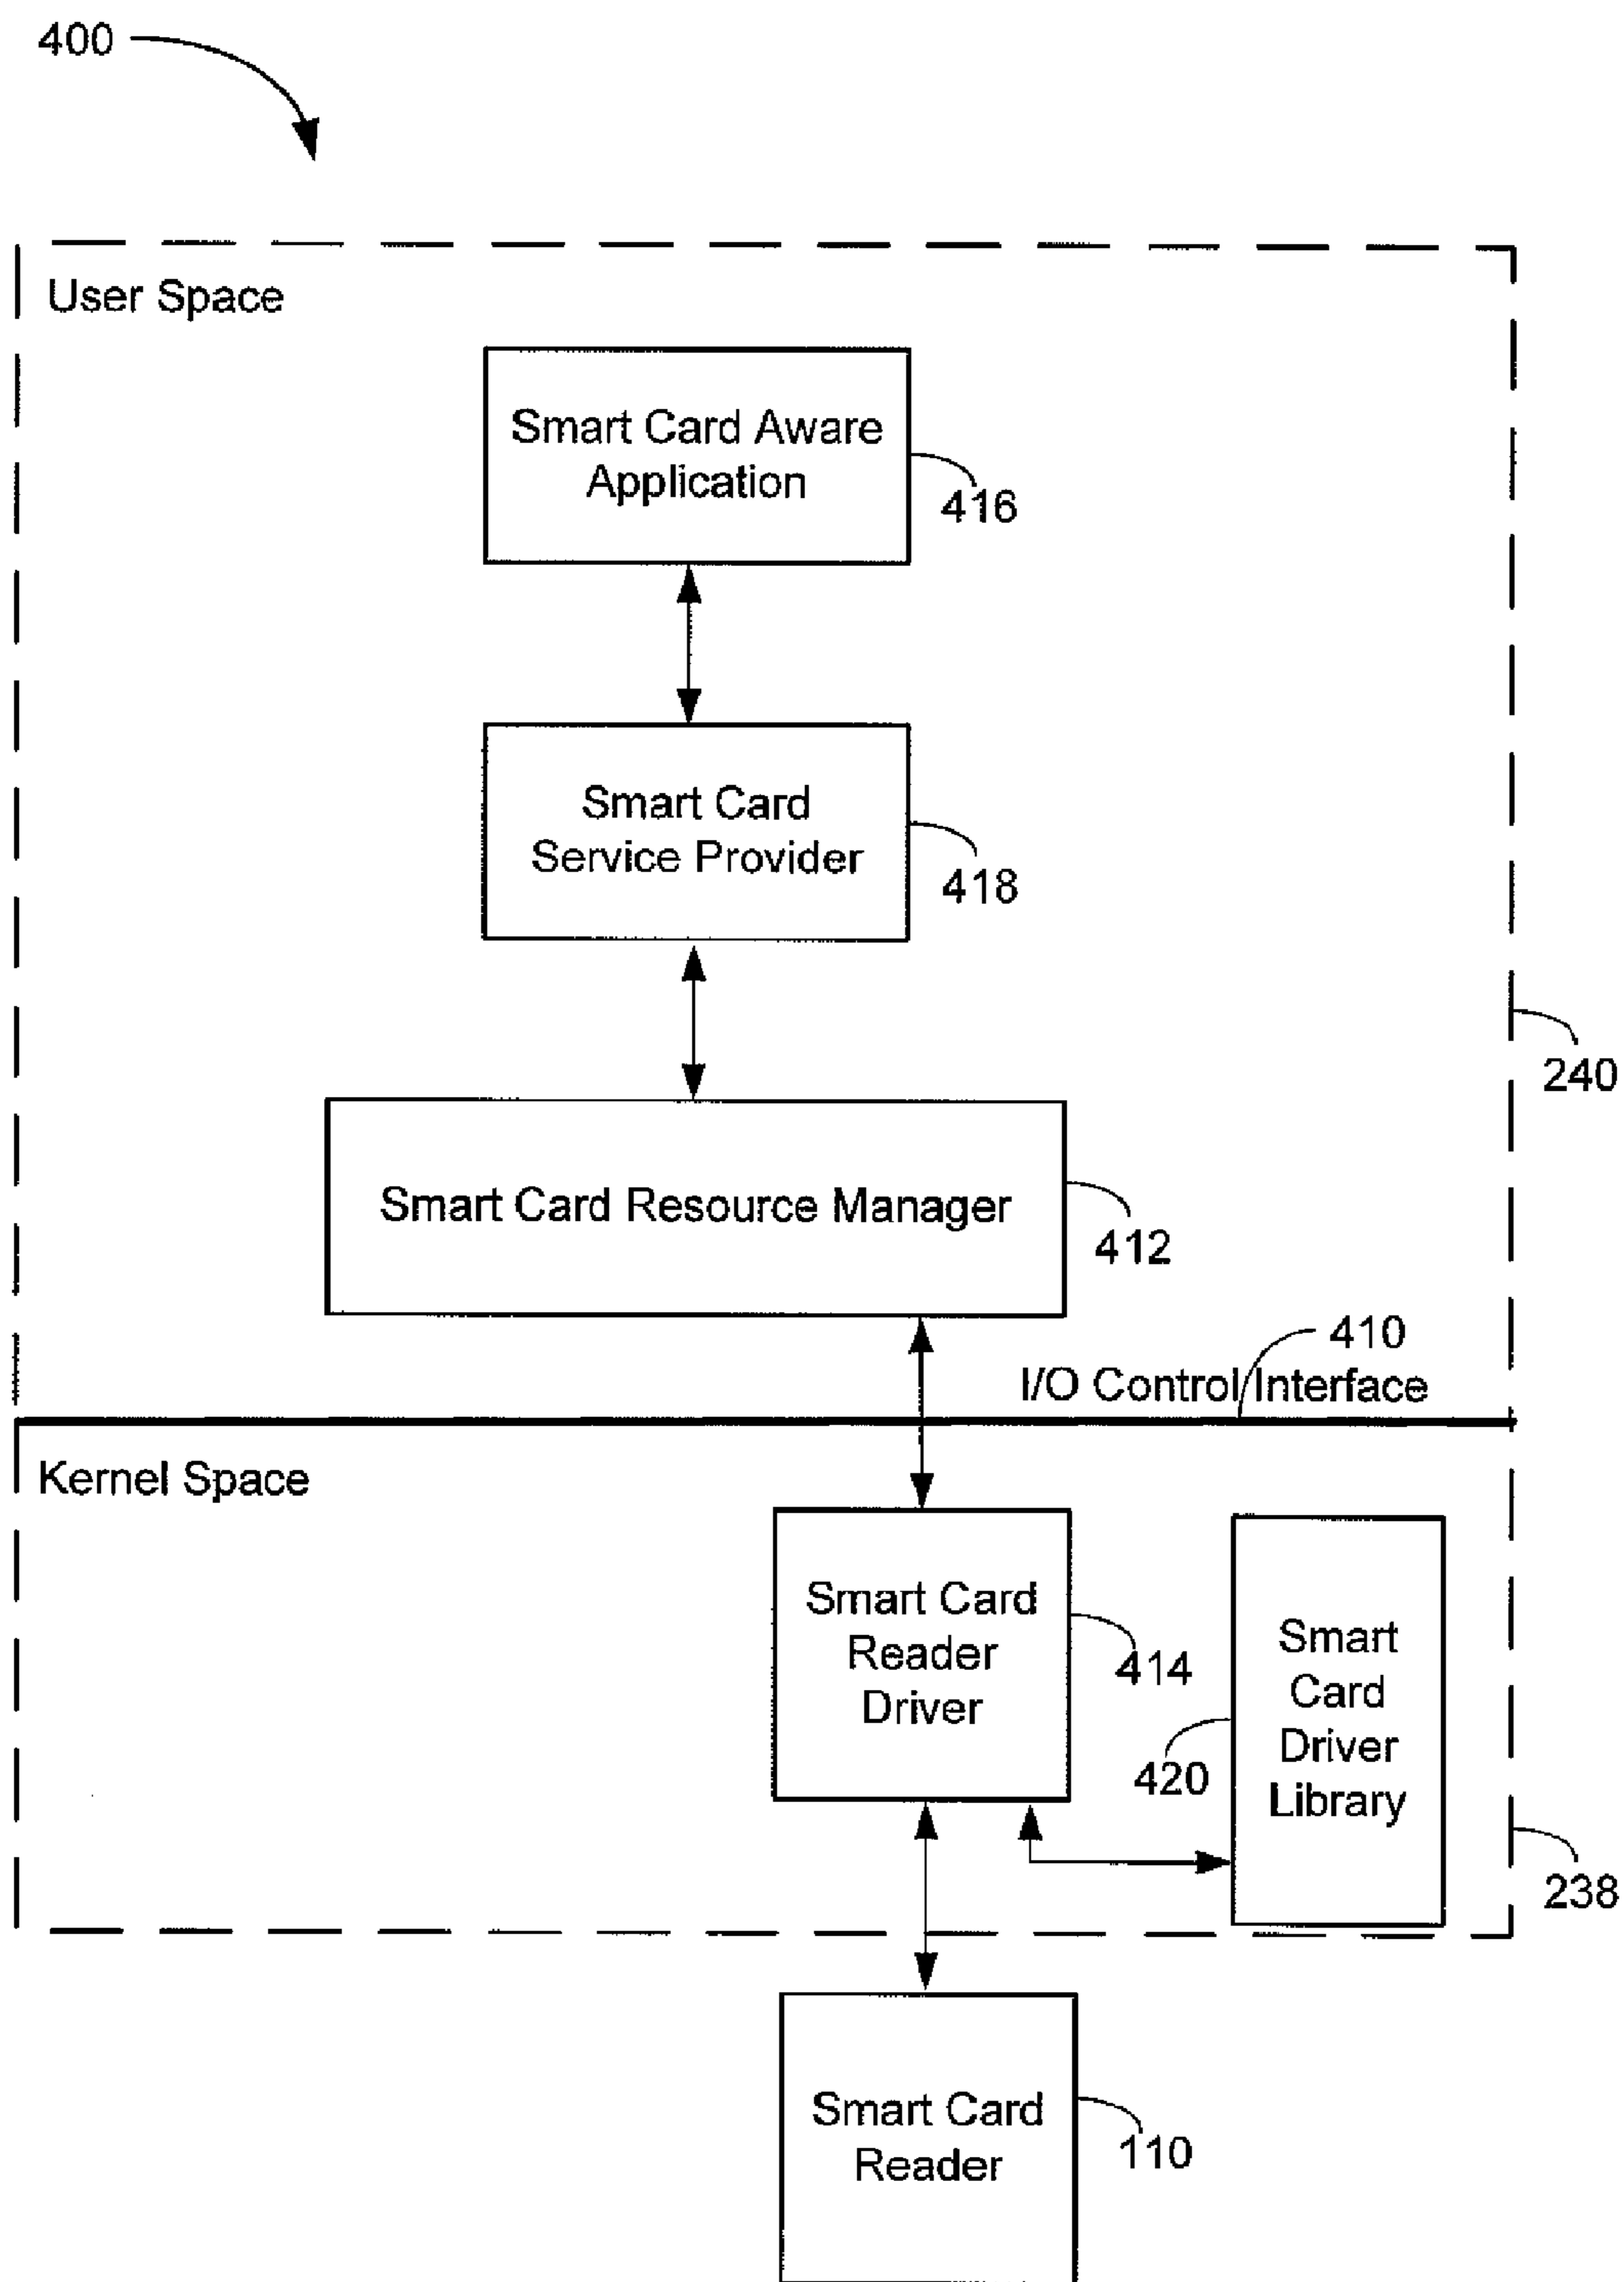 400
User Space
Smart Card Aware
Application
416
Smart Card
Service Provider
418
240
Smart Card Resource Manager
412
410
I/O Control Interface
Kernel Space
Smart Card
Reader
Driver
414
Smart
Card
Driver
Library
420
238
Smart Card
Reader
110